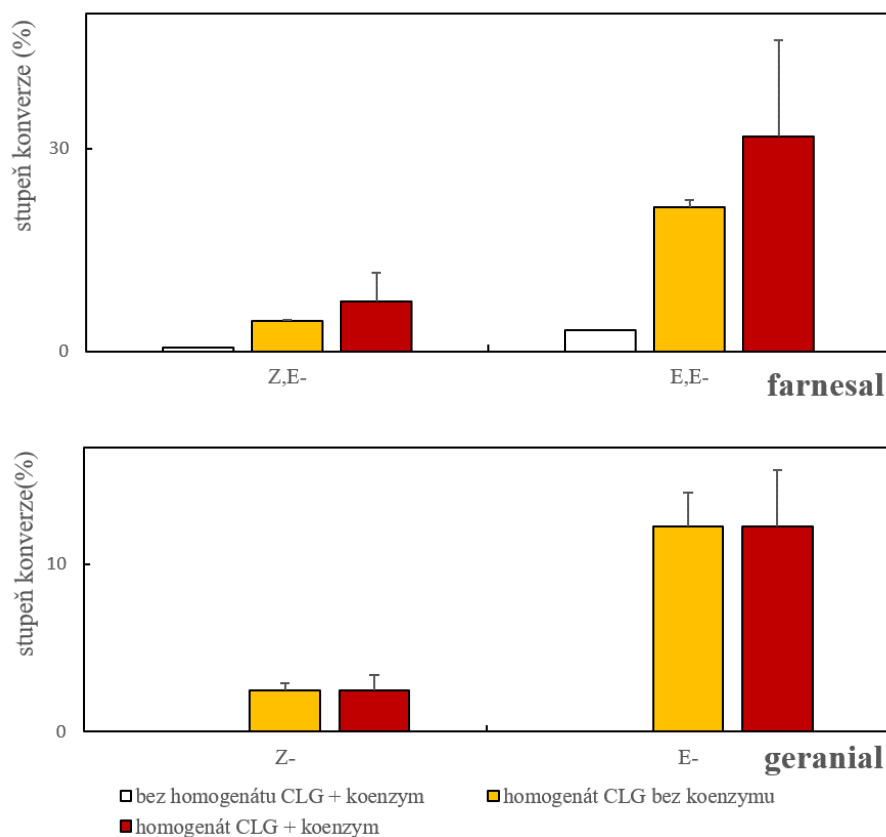 stupeň konverze (%)
30
0
Z,E-
E,E-
farnesal
stupeň konverze(%)
10
0
Z-
E-
geranial
bez homogenátu CLG + koenzym
homogenát CLG bez koenzymu
homogenát CLG + koenzym